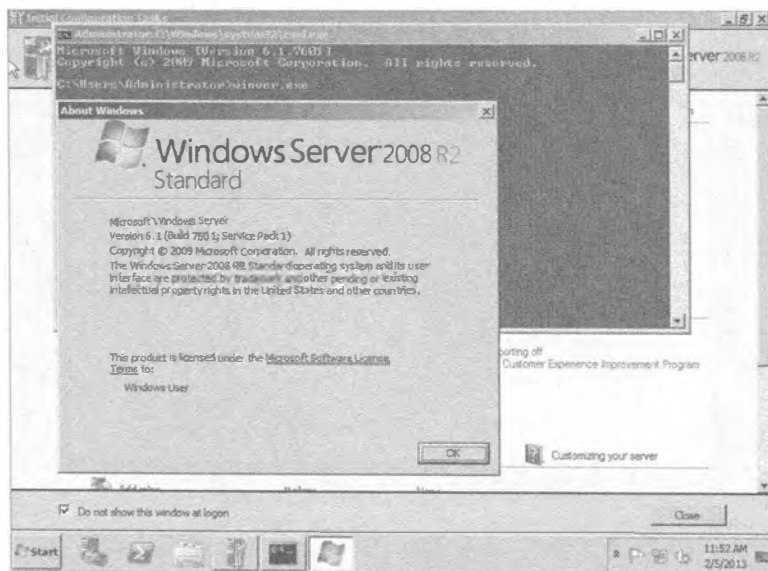 Initial Configuration Tasks
Administrator: C:\Windows\system32\cmd.exe
Microsoft Windows [Version 6.1.7601]
Copyright (c) 2009 Microsoft Corporation.  All rights reserved.
C:\Users\Administrator>winver.exe
erver 2008 R2
About Windows
Windows Server 2008 R2
Standard
Microsoft Windows Server
Version 6.1 (Build 7601: Service Pack 1)
Copyright © 2009 Microsoft Corporation. All rights reserved.
The Windows Server 2008 R2 Standard operating system and its user
interface are protected by trademark and other pending or existing
intellectual property rights in the United States and other countries.
This product is licensed under the Microsoft Software License
Terms to:
Windows User
OK
porting off
Customer Experience Improvement Program
Customizing your server
Do not show this window at logon
Close
Start
11:52 AM
2/5/2013